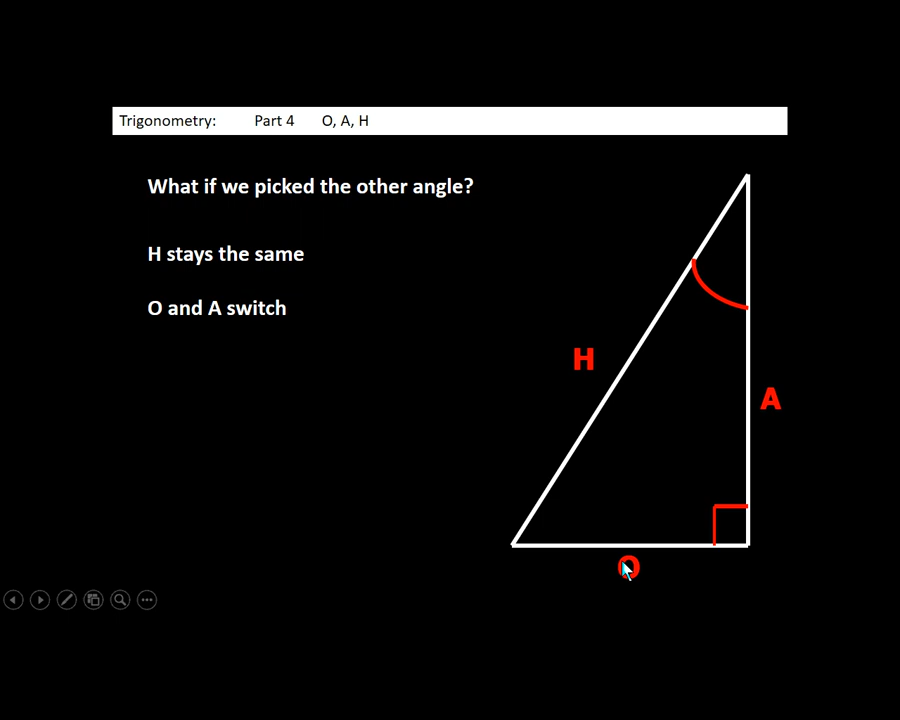 Trigonometry: Part 4 O, A, H
What if we picked the other angle?
H stays the same
O and A switch
H
A
O